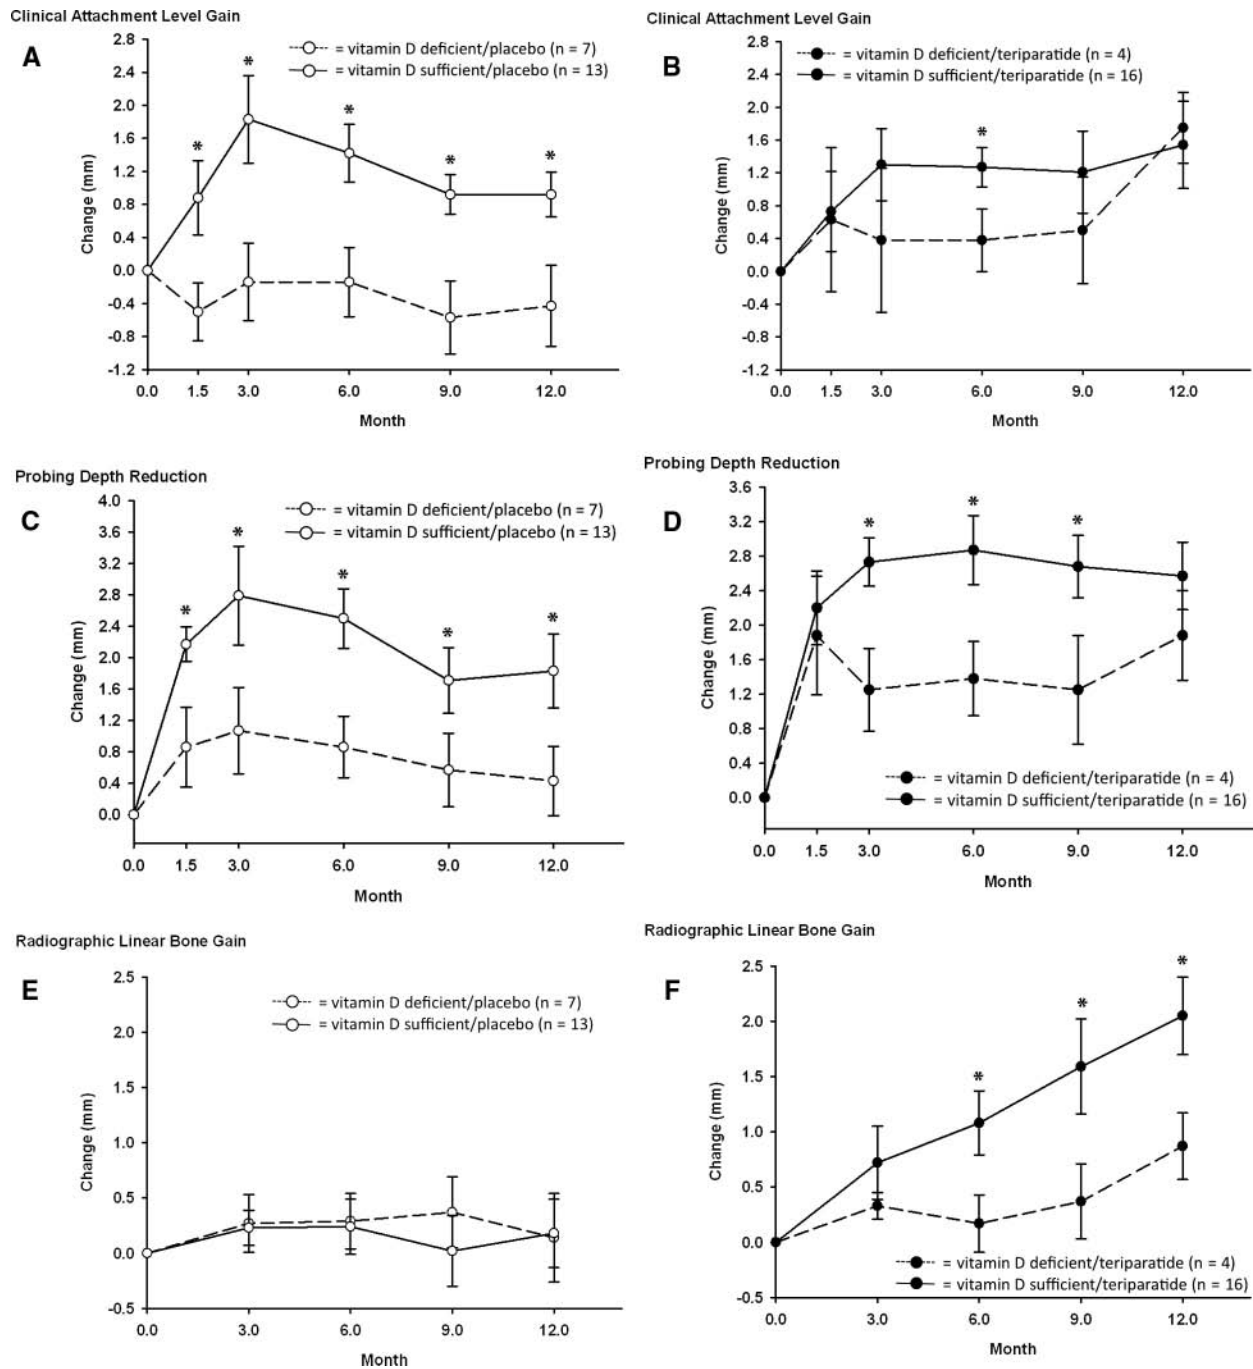 Clinical Attachment Level Gain
A
= vitamin D deficient/placebo (n = 7)
= vitamin D sufficient/placebo (n = 13)
Change (mm)
2.8
2.4
2.0
1.6
1.2
0.8
0.4
0.0
-0.4
-0.8
-1.2
* * * * *
0.0 1.5 3.0 6.0 9.0 12.0
Month
Clinical Attachment Level Gain
B
= vitamin D deficient/teriparatide (n = 4)
= vitamin D sufficient/teriparatide (n = 16)
Change (mm)
2.8
2.4
2.0
1.6
1.2
0.8
0.4
0.0
-0.4
-0.8
-1.2
*
0.0 1.5 3.0 6.0 9.0 12.0
Month
Probing Depth Reduction
C
= vitamin D deficient/placebo (n = 7)
= vitamin D sufficient/placebo (n = 13)
Change (mm)
4.0
3.6
3.2
2.8
2.4
2.0
1.6
1.2
0.8
0.4
0.0
* * * * *
0.0 1.5 3.0 6.0 9.0 12.0
Month
Probing Depth Reduction
D
Change (mm)
3.6
3.2
2.8
2.4
2.0
1.6
1.2
0.8
0.4
0.0
* * *
= vitamin D deficient/teriparatide (n = 4)
= vitamin D sufficient/teriparatide (n = 16)
0.0 1.5 3.0 6.0 9.0 12.0
Month
Radiographic Linear Bone Gain
E
= vitamin D deficient/placebo (n = 7)
= vitamin D sufficient/placebo (n = 13)
Change (mm)
2.5
2.0
1.5
1.0
0.5
0.0
-0.5
0.0 3.0 6.0 9.0 12.0
Month
Radiographic Linear Bone Gain
F
Change (mm)
2.5
2.0
1.5
1.0
0.5
0.0
-0.5
* * *
= vitamin D deficient/teriparatide (n = 4)
= vitamin D sufficient/teriparatide (n = 16)
0.0 3.0 6.0 9.0 12.0
Month